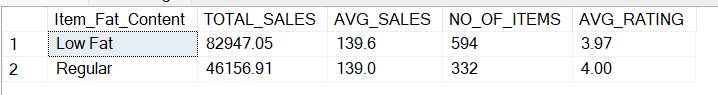 Item_Fat_Content TOTAL_SALES AVG_SALES NO_OF_ITEMS AVG_RATING
1 Low Fat 82947.05 139.6 594 3.97
2 Regular 46156.91 139.0 332 4.00